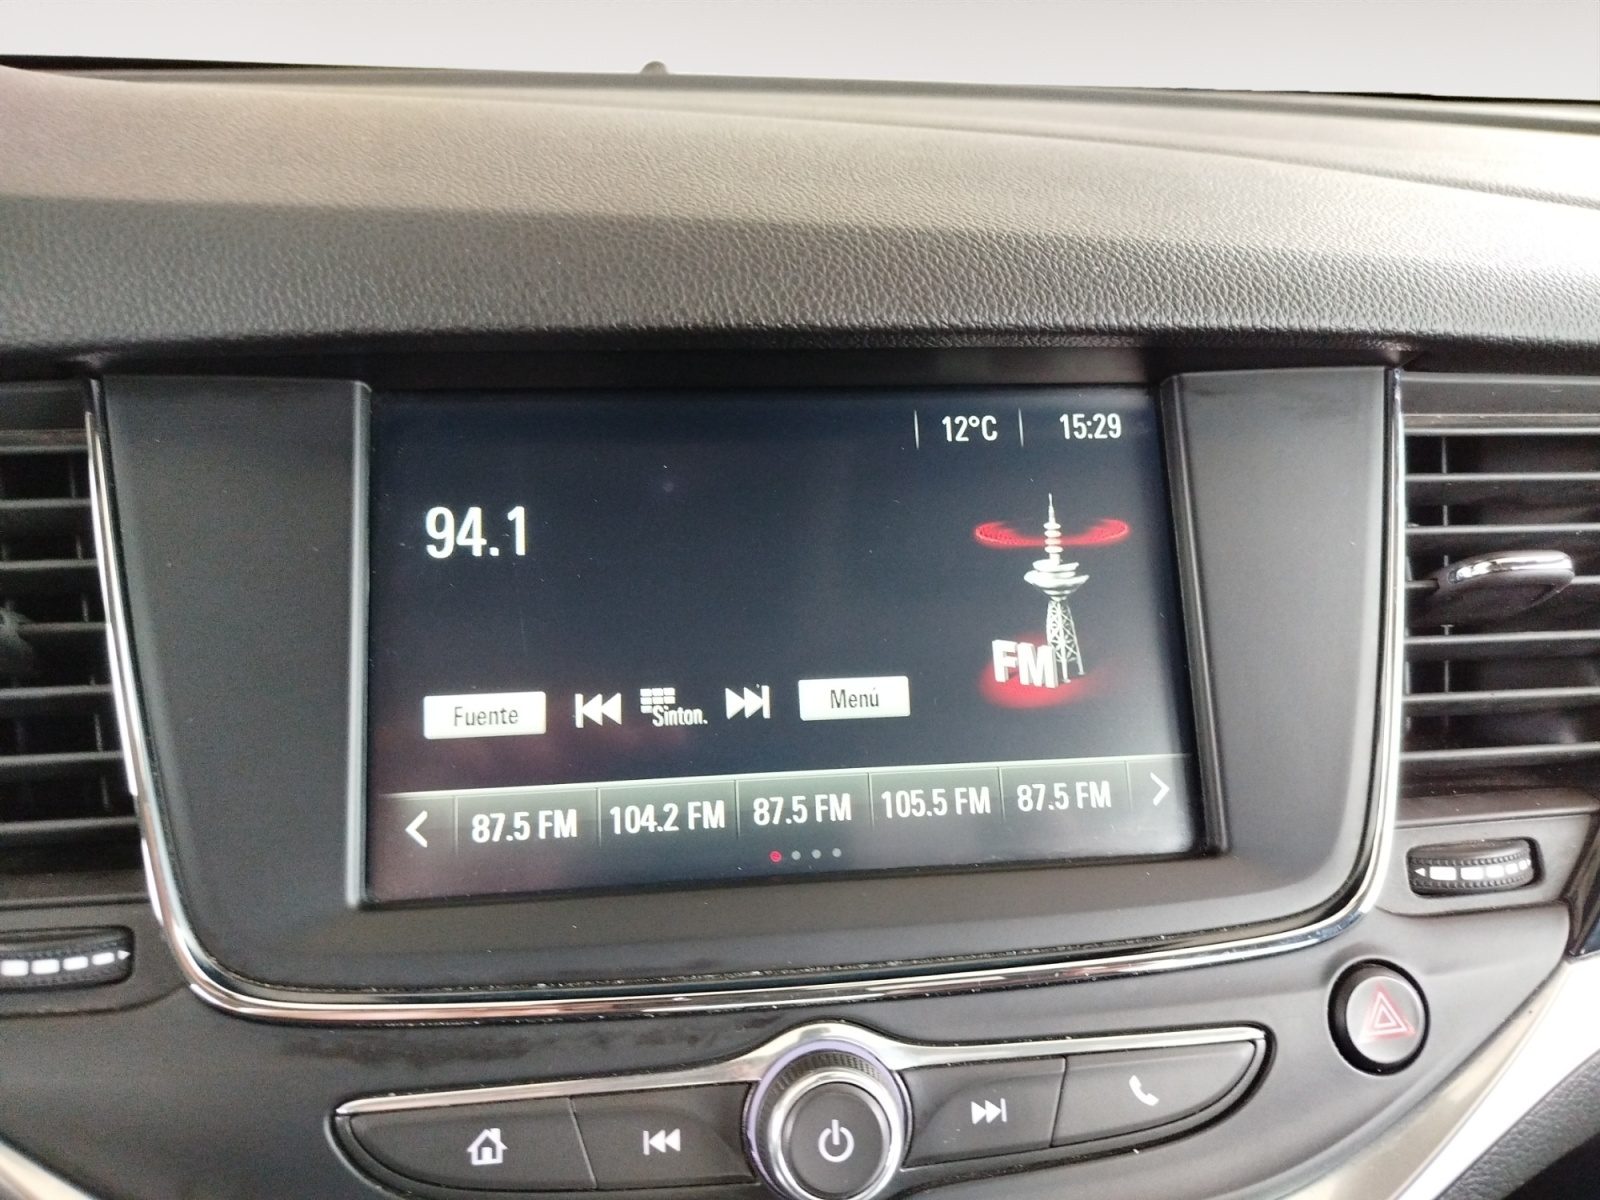 12°C 15:29
94.1
FM
Fuente Sinton. Menú
87.5 FM 104.2 FM 87.5 FM 105.5 FM 87.5 FM